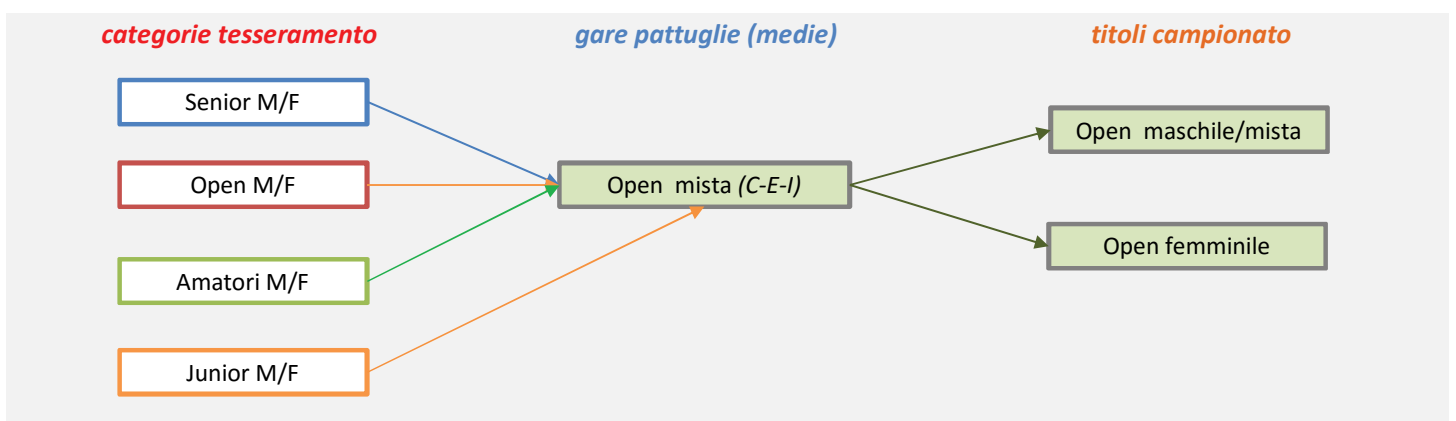 categorie tesseramento
gare pattuglie (medie)
titoli campionato
Senior M/F
Open M/F
Amatori M/F
Junior M/F
Open mista (C-E-I)
Open maschile/mista
Open femminile